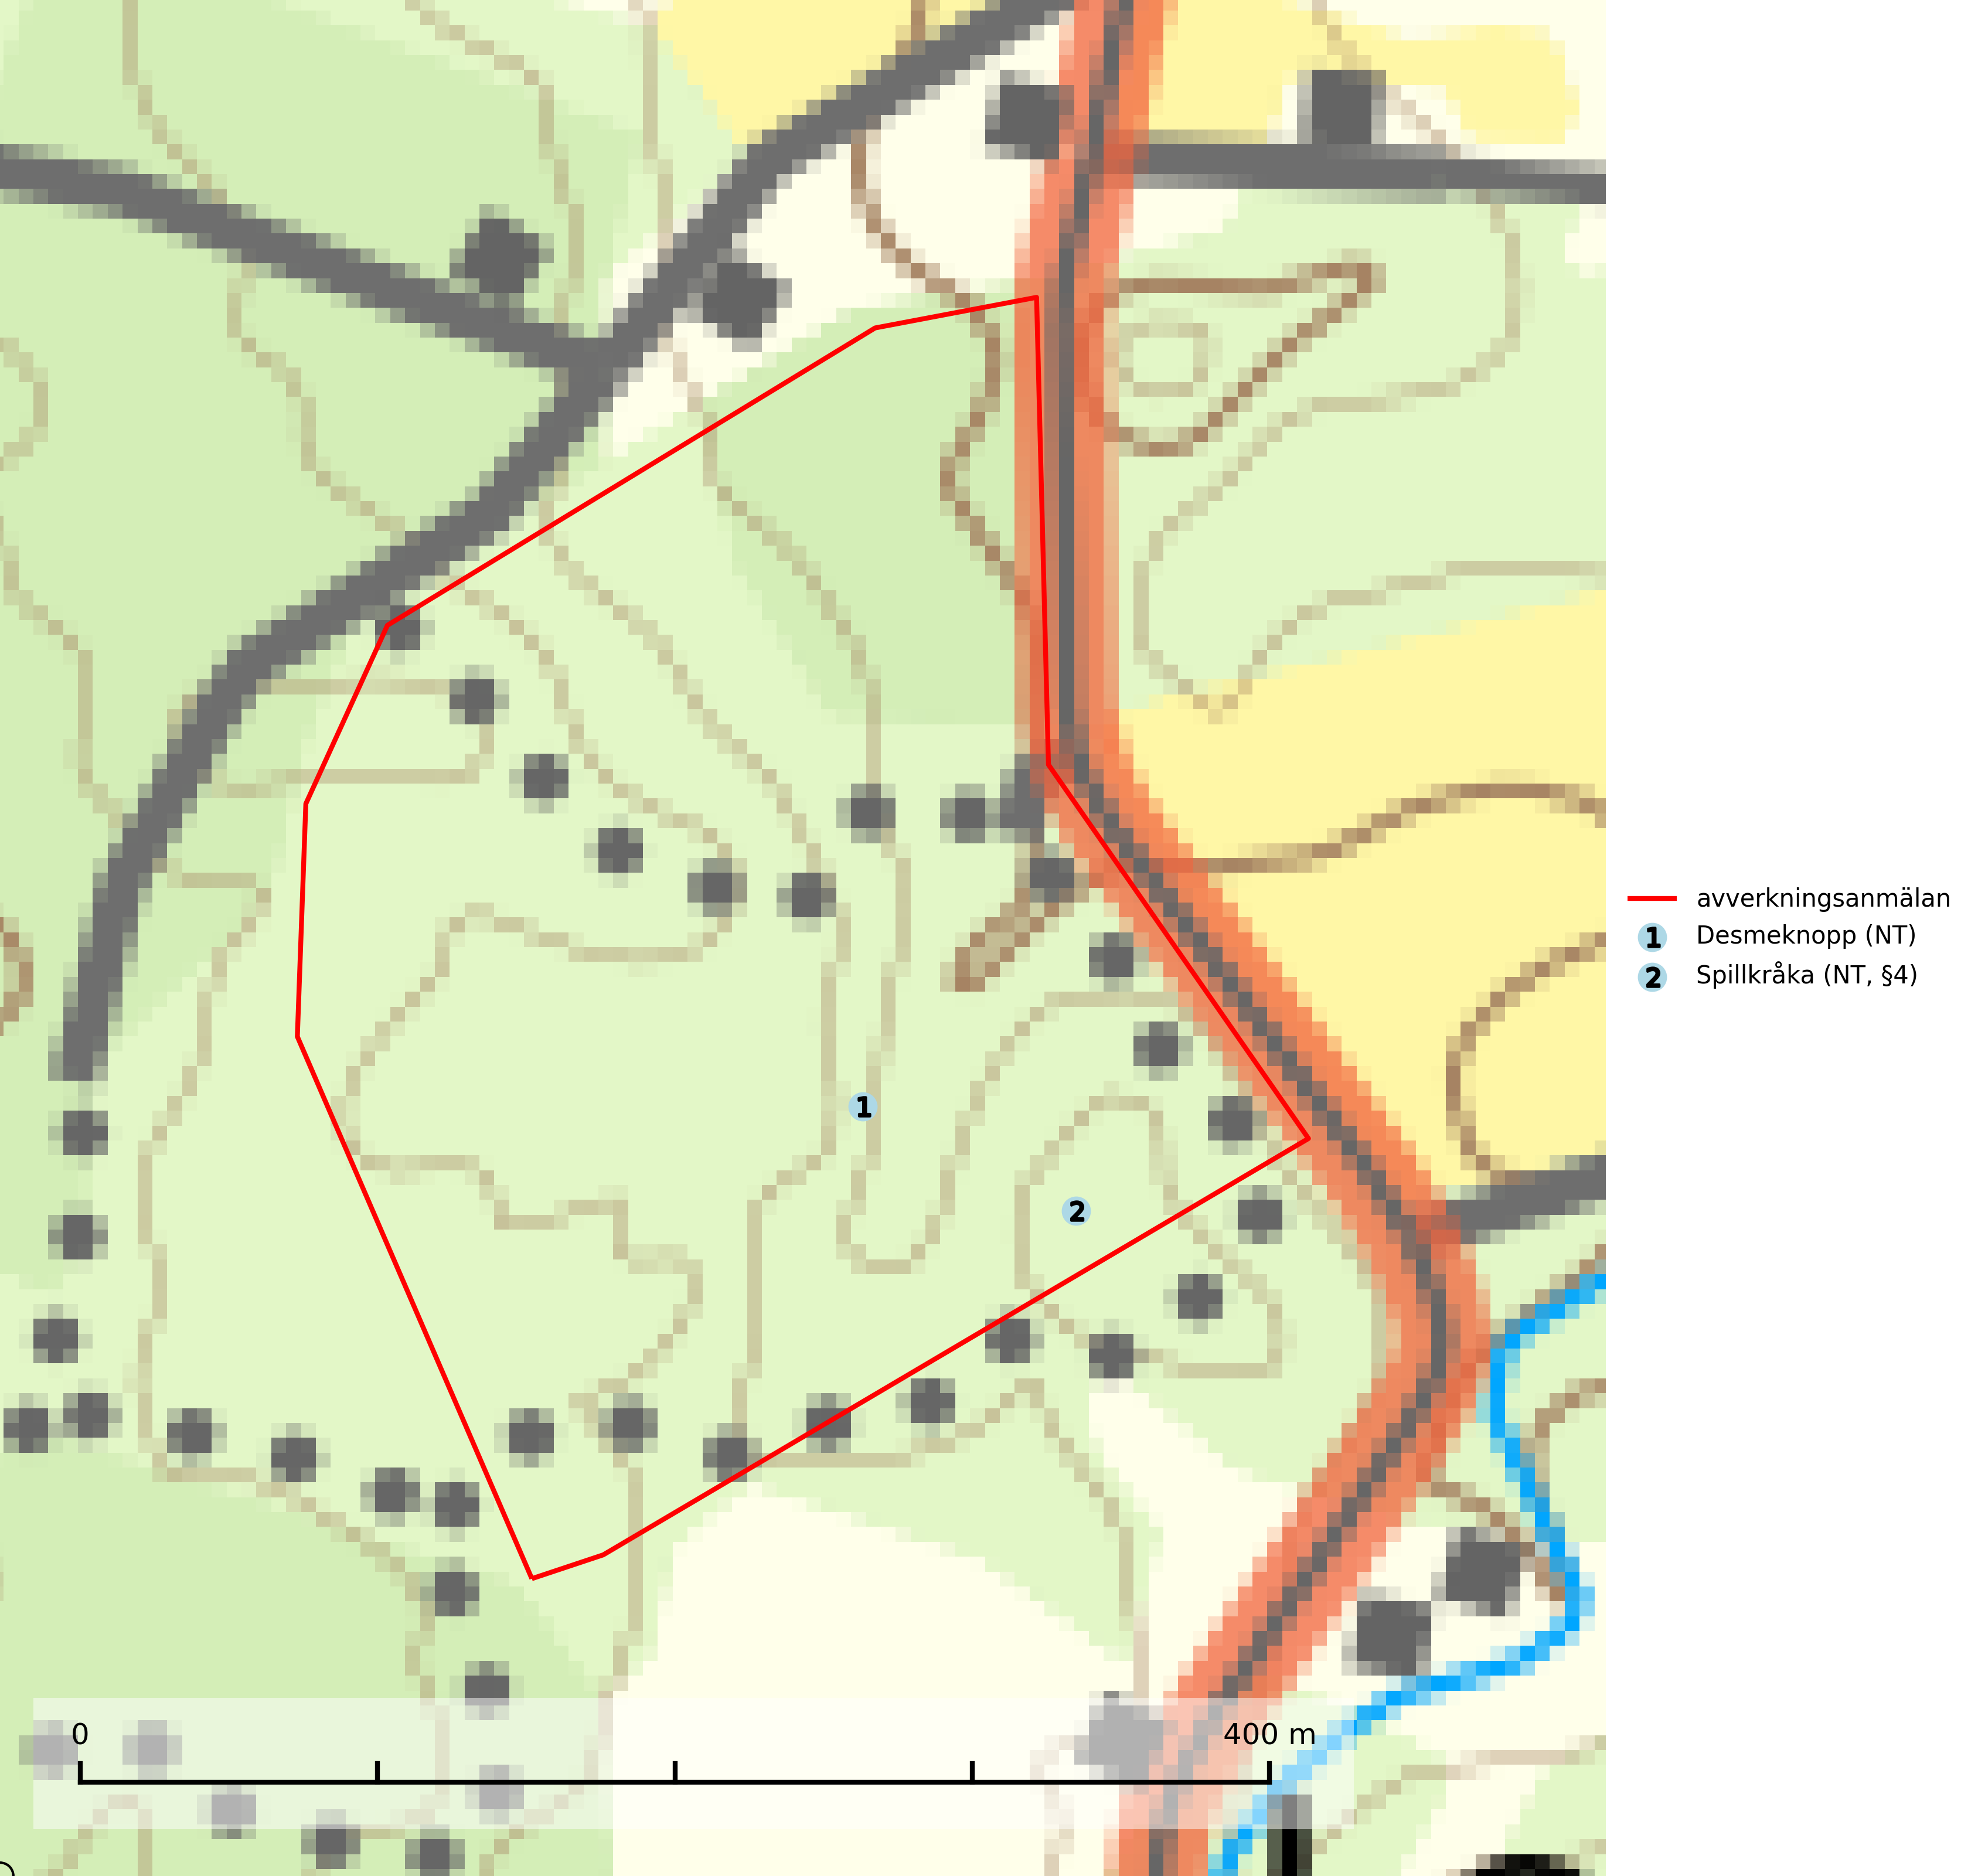 avverkningsanmälan
1 Desmeknopp (NT)
2 Spillkråka (NT, §4)
1
2
0 400 m